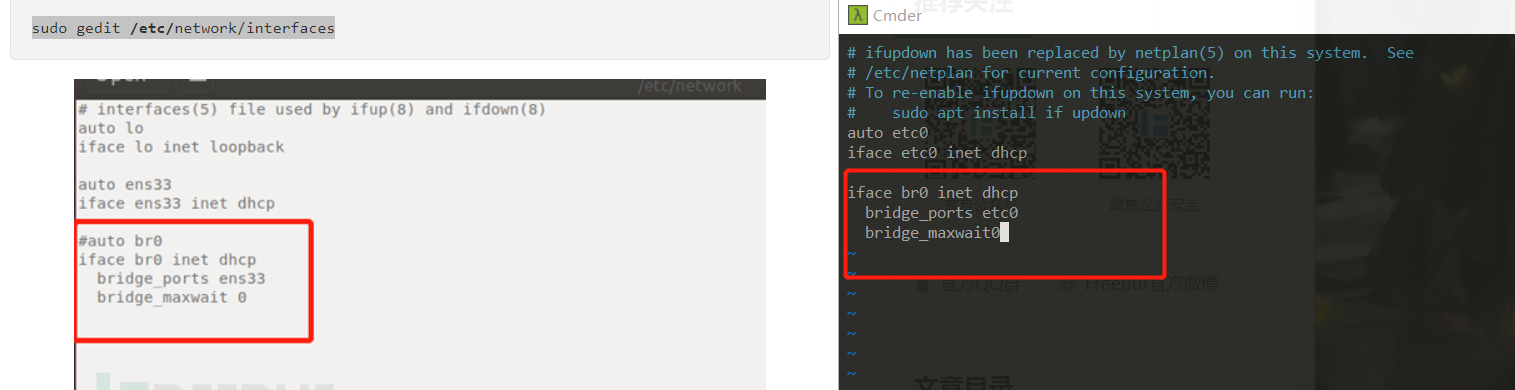 sudo gedit /etc/network/interfaces
/etc/network
# interfaces(5) file used by ifup(8) and ifdown(8)
auto lo
iface lo inet loopback
auto ens33
iface ens33 inet dhcp
#auto br0
iface br0 inet dhcp
bridge_ports ens33
bridge_maxwait 0
推荐关注
Cmder
# ifupdown has been replaced by netplan(5) on this system.  See
# /etc/netplan for current configuration.
# To re-enable ifupdown on this system, you can run:
#    sudo apt install if updown
auto etc0
iface etc0 inet dhcp
iface br0 inet dhcp
bridge_ports etc0
bridge_maxwait0
~
~
~
~
~
~
~
聚焦企业安全
官方QQ群
FreeBuf官方微博
文章目录